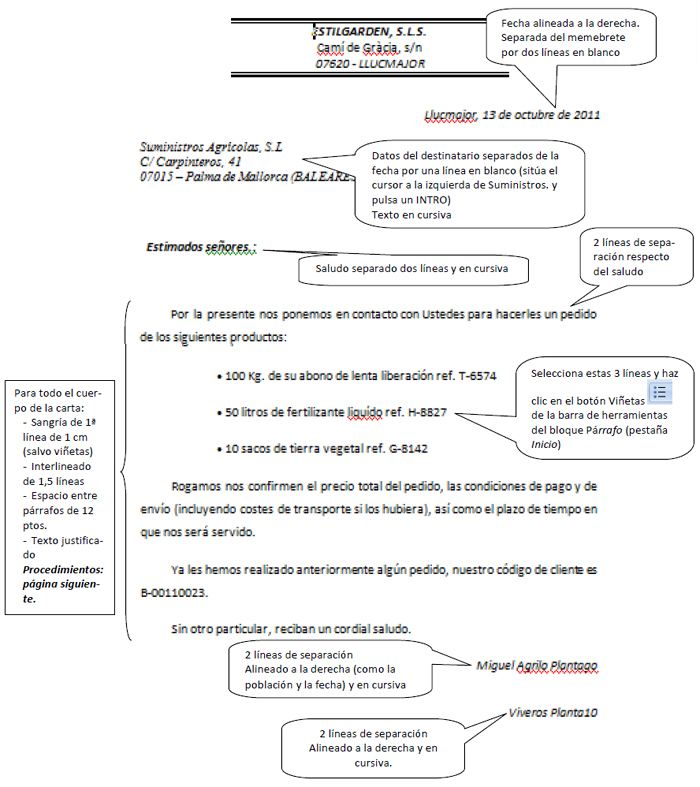 ESTILGARDEN, S.L.S.
Camí de Gràcia, s/n
07620 - LLUCMAJOR
Fecha alineada a la derecha.
Separada del memebrete
por dos líneas en blanco
Llucmajor, 13 de octubre de 2011
Suministros Agrícolas, S.L
C/ Carpinteros, 41
07015 – Palma de Mallorca (BALEARES
Datos del destinatario separados de la
fecha por una línea en blanco (sitúa el
cursor a la izquierda de Suministros. y
pulsa un INTRO)
Texto en cursiva
Estimados señores.:
Saludo separado dos líneas y en cursiva
2 líneas de sepa-
ración respecto
del saludo
Por la presente nos ponemos en contacto con Ustedes para hacerles un pedido
de los siguientes productos:
• 100 Kg. de su abono de lenta liberación ref. T-6574
• 50 litros de fertilizante liquído ref. H-8827
• 10 sacos de tierra vegetal ref. G-8142
Selecciona estas 3 líneas y haz
clic en el botón Viñetas
de la barra de herramientas
del bloque Párrafo (pestaña
Inicio)
Para todo el cuer-
po de la carta:
- Sangría de 1ª
línea de 1 cm
(salvo viñetas)
- Interlineado
de 1,5 líneas
- Espacio entre
párrafos de 12
ptos.
- Texto justifica-
do
Procedimientos:
página siguien-
te.
Rogamos nos confirmen el precio total del pedido, las condiciones de pago y de
envío (incluyendo costes de transporte si los hubiera), así como el plazo de tiempo en
que nos será servido.
Ya les hemos realizado anteriormente algún pedido, nuestro código de cliente es
B-00110023.
Sin otro particular, reciban un cordial saludo.
2 líneas de separación
Alineado a la derecha (como la
población y la fecha) y en cursiva
Miguel Agrilo Plantago
Viveros Planta10
2 líneas de separación
Alineado a la derecha y en
cursiva.